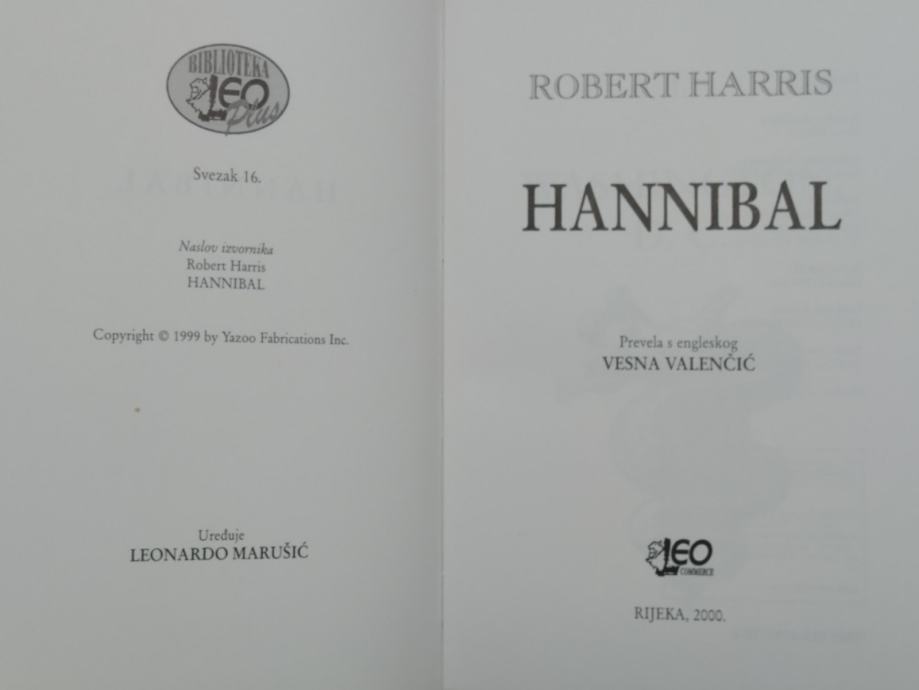 BIBLIOTEKA
LEO
Plus
Svezak 16.
Naslov izvornika
Robert Harris
HANNIBAL
Copyright © 1999 by Yazoo Fabrications Inc.
Uređuje
LEONARDO MARUŠIĆ
ROBERT HARRIS
HANNIBAL
Prevela s engleskog
VESNA VALENČIĆ
LEO
COMMERCE
RIJEKA, 2000.